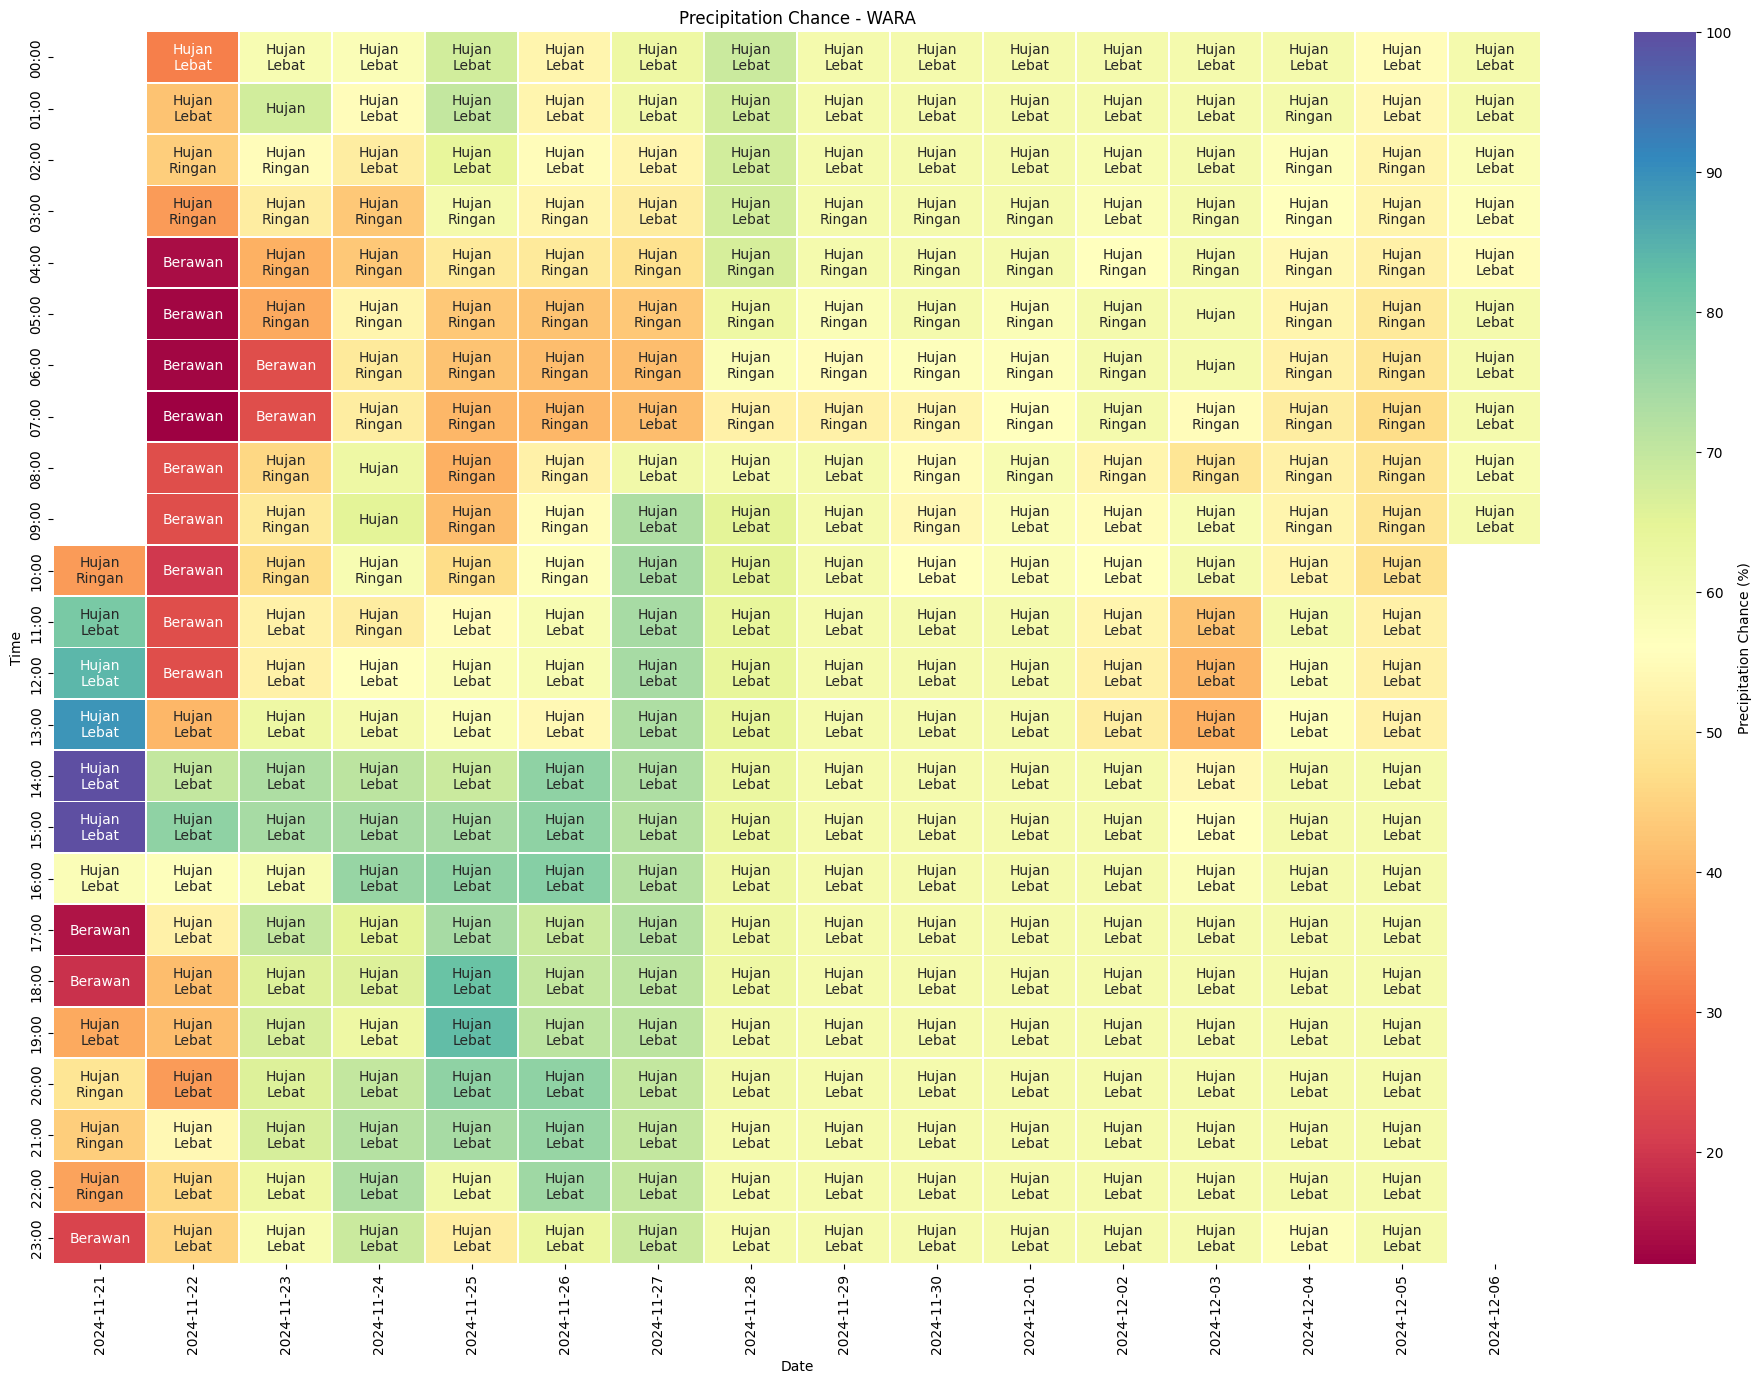 Precipitation Chance - WARA
00:00 Hujan Hujan Hujan Hujan Hujan Hujan Hujan Hujan Hujan Hujan Hujan Hujan Hujan Hujan Hujan
Lebat Lebat Lebat Lebat Lebat Lebat Lebat Lebat Lebat Lebat Lebat Lebat Lebat Lebat Lebat
01:00 Hujan Hujan Hujan Hujan Hujan Hujan Hujan Hujan Hujan Hujan Hujan Hujan Hujan Hujan Hujan
Lebat Lebat Lebat Lebat Lebat Lebat Lebat Lebat Lebat Lebat Lebat Ringan Lebat Lebat
02:00 Hujan Hujan Hujan Hujan Hujan Hujan Hujan Hujan Hujan Hujan Hujan Hujan Hujan Hujan Hujan
Ringan Ringan Lebat Lebat Lebat Lebat Lebat Lebat Lebat Lebat Lebat Lebat Ringan Ringan Lebat
03:00 Hujan Hujan Hujan Hujan Hujan Hujan Hujan Hujan Hujan Hujan Hujan Hujan Hujan Hujan Hujan
Ringan Ringan Ringan Ringan Ringan Lebat Lebat Ringan Ringan Ringan Lebat Ringan Ringan Ringan Lebat
04:00 Berawan Hujan Hujan Hujan Hujan Hujan Hujan Hujan Hujan Hujan Hujan Hujan Hujan Hujan Hujan
Ringan Ringan Ringan Ringan Ringan Ringan Ringan Ringan Ringan Ringan Ringan Ringan Ringan Lebat
05:00 Berawan Hujan Hujan Hujan Hujan Hujan Hujan Hujan Hujan Hujan Hujan Hujan Hujan Hujan Hujan
Ringan Ringan Ringan Ringan Ringan Ringan Ringan Ringan Ringan Ringan Ringan Ringan Lebat
06:00 Berawan Berawan Hujan Hujan Hujan Hujan Hujan Hujan Hujan Hujan Hujan Hujan Hujan Hujan Hujan
Ringan Ringan Ringan Ringan Ringan Ringan Ringan Ringan Ringan Ringan Ringan Lebat
07:00 Berawan Berawan Hujan Hujan Hujan Hujan Hujan Hujan Hujan Hujan Hujan Hujan Hujan Hujan Hujan
Ringan Ringan Ringan Lebat Ringan Ringan Ringan Ringan Ringan Ringan Ringan Ringan Lebat
08:00 Berawan Hujan Hujan Hujan Hujan Hujan Hujan Hujan Hujan Hujan Hujan Hujan Hujan Hujan Hujan
Ringan Ringan Ringan Lebat Lebat Lebat Ringan Ringan Ringan Ringan Ringan Ringan Lebat
09:00 Berawan Hujan Hujan Hujan Hujan Hujan Hujan Hujan Hujan Hujan Hujan Hujan Hujan Hujan Hujan
Ringan Ringan Ringan Lebat Lebat Lebat Ringan Lebat Lebat Lebat Ringan Ringan Lebat
10:00 Hujan Berawan Hujan Hujan Hujan Hujan Hujan Hujan Hujan Hujan Hujan Hujan Hujan Hujan Hujan
Ringan Ringan Ringan Ringan Ringan Lebat Lebat Lebat Lebat Lebat Lebat Lebat Lebat Lebat
11:00 Hujan Berawan Hujan Hujan Hujan Hujan Hujan Hujan Hujan Hujan Hujan Hujan Hujan Hujan Hujan
Lebat Lebat Ringan Lebat Lebat Lebat Lebat Lebat Lebat Lebat Lebat Lebat Lebat Lebat
12:00 Hujan Berawan Hujan Hujan Hujan Hujan Hujan Hujan Hujan Hujan Hujan Hujan Hujan Hujan Hujan
Lebat Lebat Lebat Lebat Lebat Lebat Lebat Lebat Lebat Lebat Lebat Lebat Lebat Lebat
13:00 Hujan Hujan Hujan Hujan Hujan Hujan Hujan Hujan Hujan Hujan Hujan Hujan Hujan Hujan Hujan
Lebat Lebat Lebat Lebat Lebat Lebat Lebat Lebat Lebat Lebat Lebat Lebat Lebat Lebat Lebat
14:00 Hujan Hujan Hujan Hujan Hujan Hujan Hujan Hujan Hujan Hujan Hujan Hujan Hujan Hujan Hujan
Lebat Lebat Lebat Lebat Lebat Lebat Lebat Lebat Lebat Lebat Lebat Lebat Lebat Lebat Lebat
15:00 Hujan Hujan Hujan Hujan Hujan Hujan Hujan Hujan Hujan Hujan Hujan Hujan Hujan Hujan Hujan
Lebat Lebat Lebat Lebat Lebat Lebat Lebat Lebat Lebat Lebat Lebat Lebat Lebat Lebat Lebat
16:00 Hujan Hujan Hujan Hujan Hujan Hujan Hujan Hujan Hujan Hujan Hujan Hujan Hujan Hujan Hujan
Lebat Lebat Lebat Lebat Lebat Lebat Lebat Lebat Lebat Lebat Lebat Lebat Lebat Lebat Lebat
17:00 Berawan Hujan Hujan Hujan Hujan Hujan Hujan Hujan Hujan Hujan Hujan Hujan Hujan Hujan Hujan
Lebat Lebat Lebat Lebat Lebat Lebat Lebat Lebat Lebat Lebat Lebat Lebat Lebat Lebat
18:00 Berawan Hujan Hujan Hujan Hujan Hujan Hujan Hujan Hujan Hujan Hujan Hujan Hujan Hujan Hujan
Lebat Lebat Lebat Lebat Lebat Lebat Lebat Lebat Lebat Lebat Lebat Lebat Lebat Lebat
19:00 Hujan Hujan Hujan Hujan Hujan Hujan Hujan Hujan Hujan Hujan Hujan Hujan Hujan Hujan Hujan
Lebat Lebat Lebat Lebat Lebat Lebat Lebat Lebat Lebat Lebat Lebat Lebat Lebat Lebat Lebat
20:00 Hujan Hujan Hujan Hujan Hujan Hujan Hujan Hujan Hujan Hujan Hujan Hujan Hujan Hujan Hujan
Ringan Lebat Lebat Lebat Lebat Lebat Lebat Lebat Lebat Lebat Lebat Lebat Lebat Lebat Lebat
21:00 Hujan Hujan Hujan Hujan Hujan Hujan Hujan Hujan Hujan Hujan Hujan Hujan Hujan Hujan Hujan
Ringan Lebat Lebat Lebat Lebat Lebat Lebat Lebat Lebat Lebat Lebat Lebat Lebat Lebat Lebat
22:00 Hujan Hujan Hujan Hujan Hujan Hujan Hujan Hujan Hujan Hujan Hujan Hujan Hujan Hujan Hujan
Ringan Lebat Lebat Lebat Lebat Lebat Lebat Lebat Lebat Lebat Lebat Lebat Lebat Lebat Lebat
23:00 Berawan Hujan Hujan Hujan Hujan Hujan Hujan Hujan Hujan Hujan Hujan Hujan Hujan Hujan Hujan
Lebat Lebat Lebat Lebat Lebat Lebat Lebat Lebat Lebat Lebat Lebat Lebat Lebat Lebat
Time
2024-11-21 2024-11-22 2024-11-23 2024-11-24 2024-11-25 2024-11-26 2024-11-27 2024-11-28 2024-11-29 2024-11-30 2024-12-01 2024-12-02 2024-12-03 2024-12-04 2024-12-05 2024-12-06
Date
100
90
80
70
60
50
40
30
20
Precipitation Chance (%)